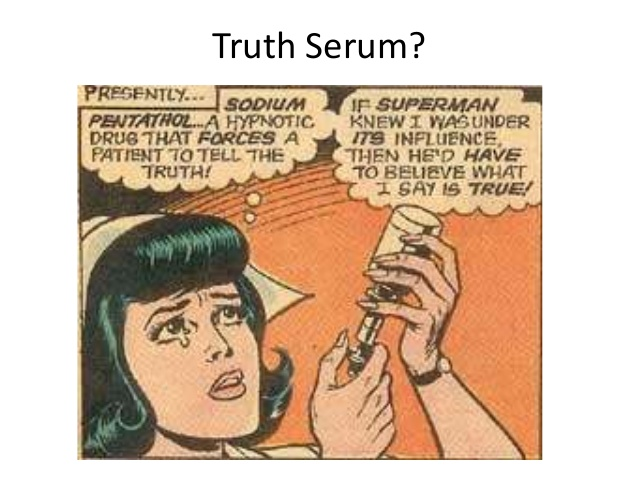 Truth Serum?
PRESENTLY...
SODIUM
PENTATHOL...A HYPNOTIC
DRUG THAT FORCES A
PATIENT TO TELL THE
TRUTH!
IF SUPERMAN
KNEW I WAS UNDER
ITS INFLUENCE,
THEN HE'D HAVE
TO BELIEVE WHAT
I SAY IS TRUE!